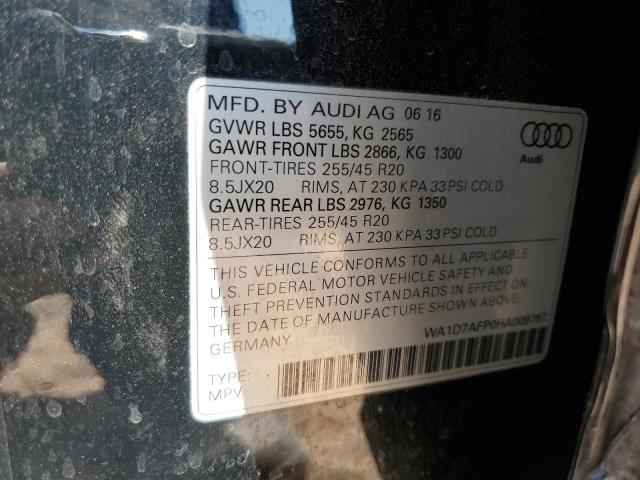 MFD. BY AUDI AG 06 16
GVWR LBS 5655, KG 2565
GAWR FRONT LBS 2866, KG 1300
FRONT-TIRES 255/45 R20
8.5JX20 RIMS, AT 230 KPA 33 PSI COLD
GAWR REAR LBS 2976, KG 1350
REAR-TIRES 255/45 R20
8.5JX20 RIMS, AT 230 KPA 33 PSI COLD
Audi
THIS VEHICLE CONFORMS TO ALL APPLICABLE
U.S. FEDERAL MOTOR VEHICLE SAFETY AND
THEFT PREVENTION STANDARDS IN EFFECT ON
THE DATE OF MANUFACTURE SHOWN ABOVE.
GERMANY
WA1D7AFP0HA009787
TYPE:
MPV